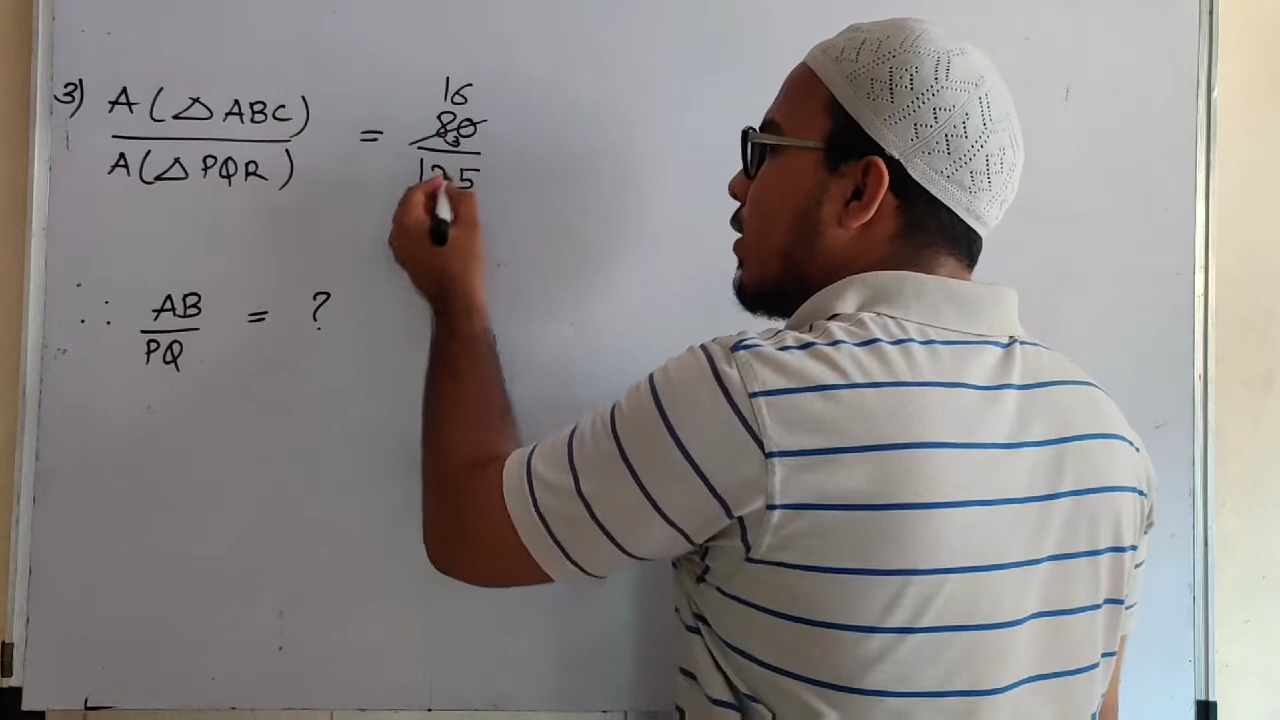 3) A(△ABC) / A(△PQR) = 16 80 / 125
∴ AB / PQ = ?